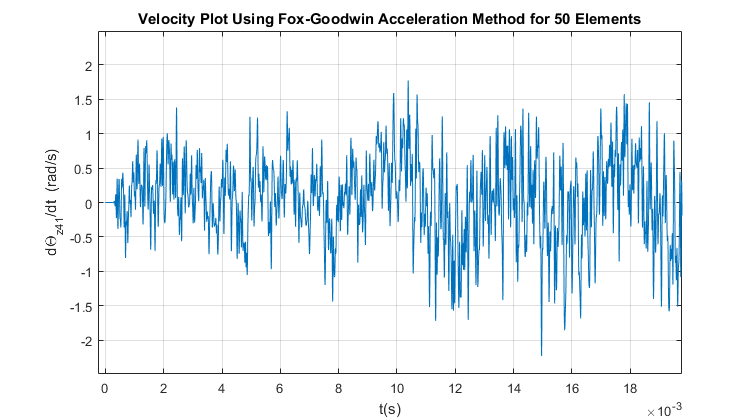 Velocity Plot Using Fox-Goodwin Acceleration Method for 50 Elements
dΘz41/dt (rad/s)
2
1.5
1
0.5
0
-0.5
-1
-1.5
-2
0 2 4 6 8 10 12 14 16 18
t(s)
×10-3